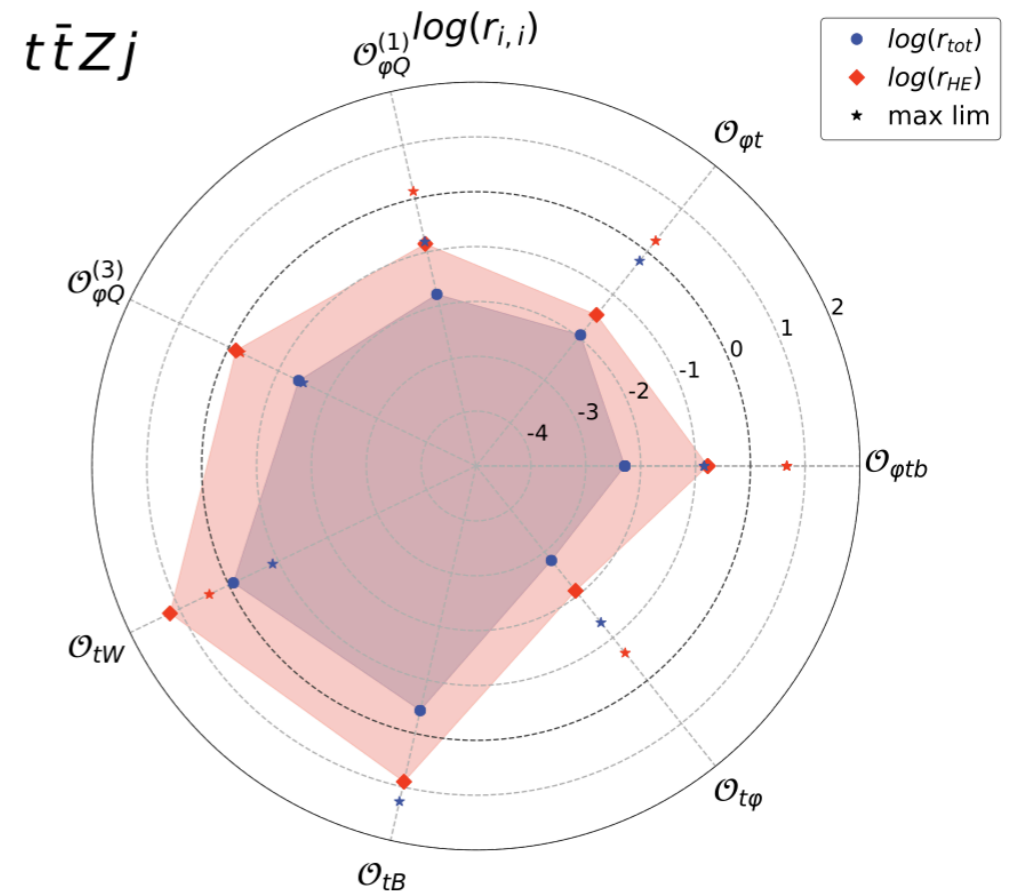 tt̄Zj
log(r_{i,i})
log(r_{tot})
log(r_{HE})
max lim
𝒪_{φQ}^{(1)}
𝒪_{φt}
𝒪_{φQ}^{(3)}
2
1
0
-1
-2
-3
-4
𝒪_{φtb}
𝒪_{tW}
𝒪_{tφ}
𝒪_{tB}